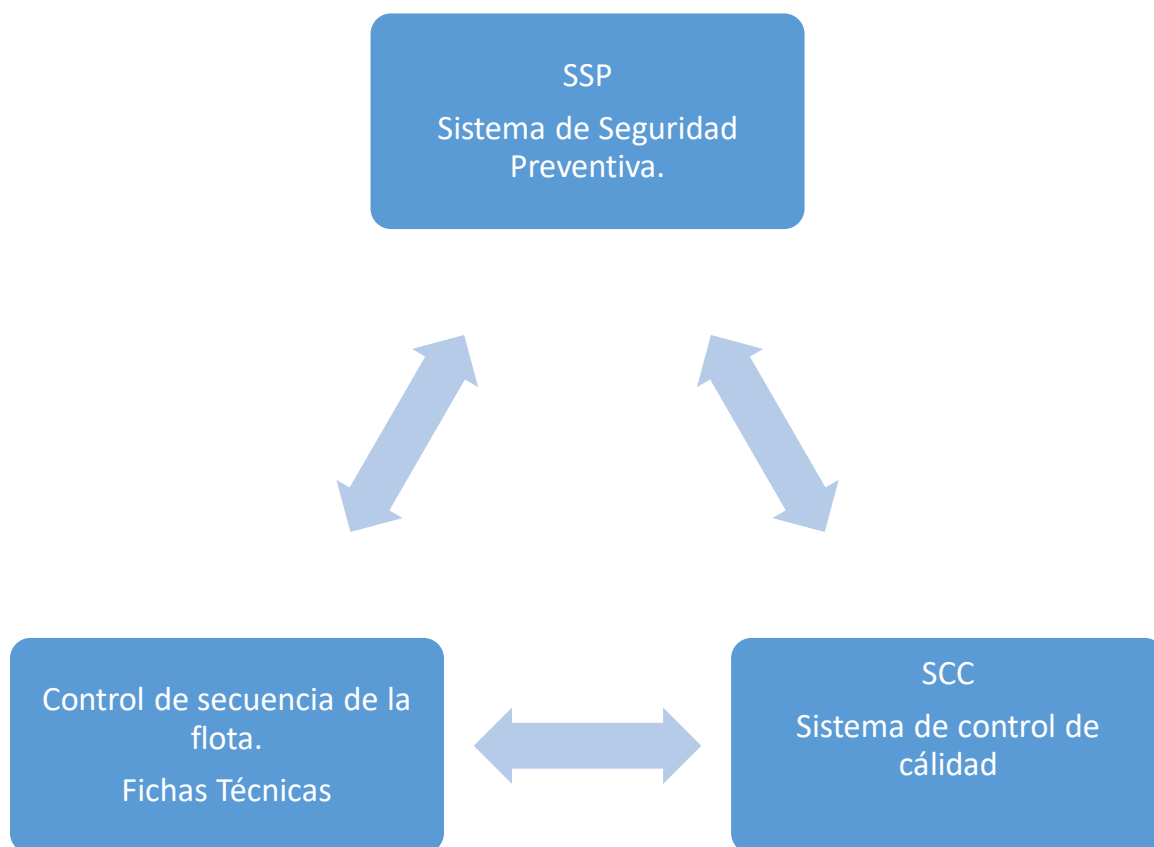 SSP
Sistema de Seguridad
Preventiva.
Control de secuencia de la
flota.
Fichas Técnicas
SCC
Sistema de control de
cálidad